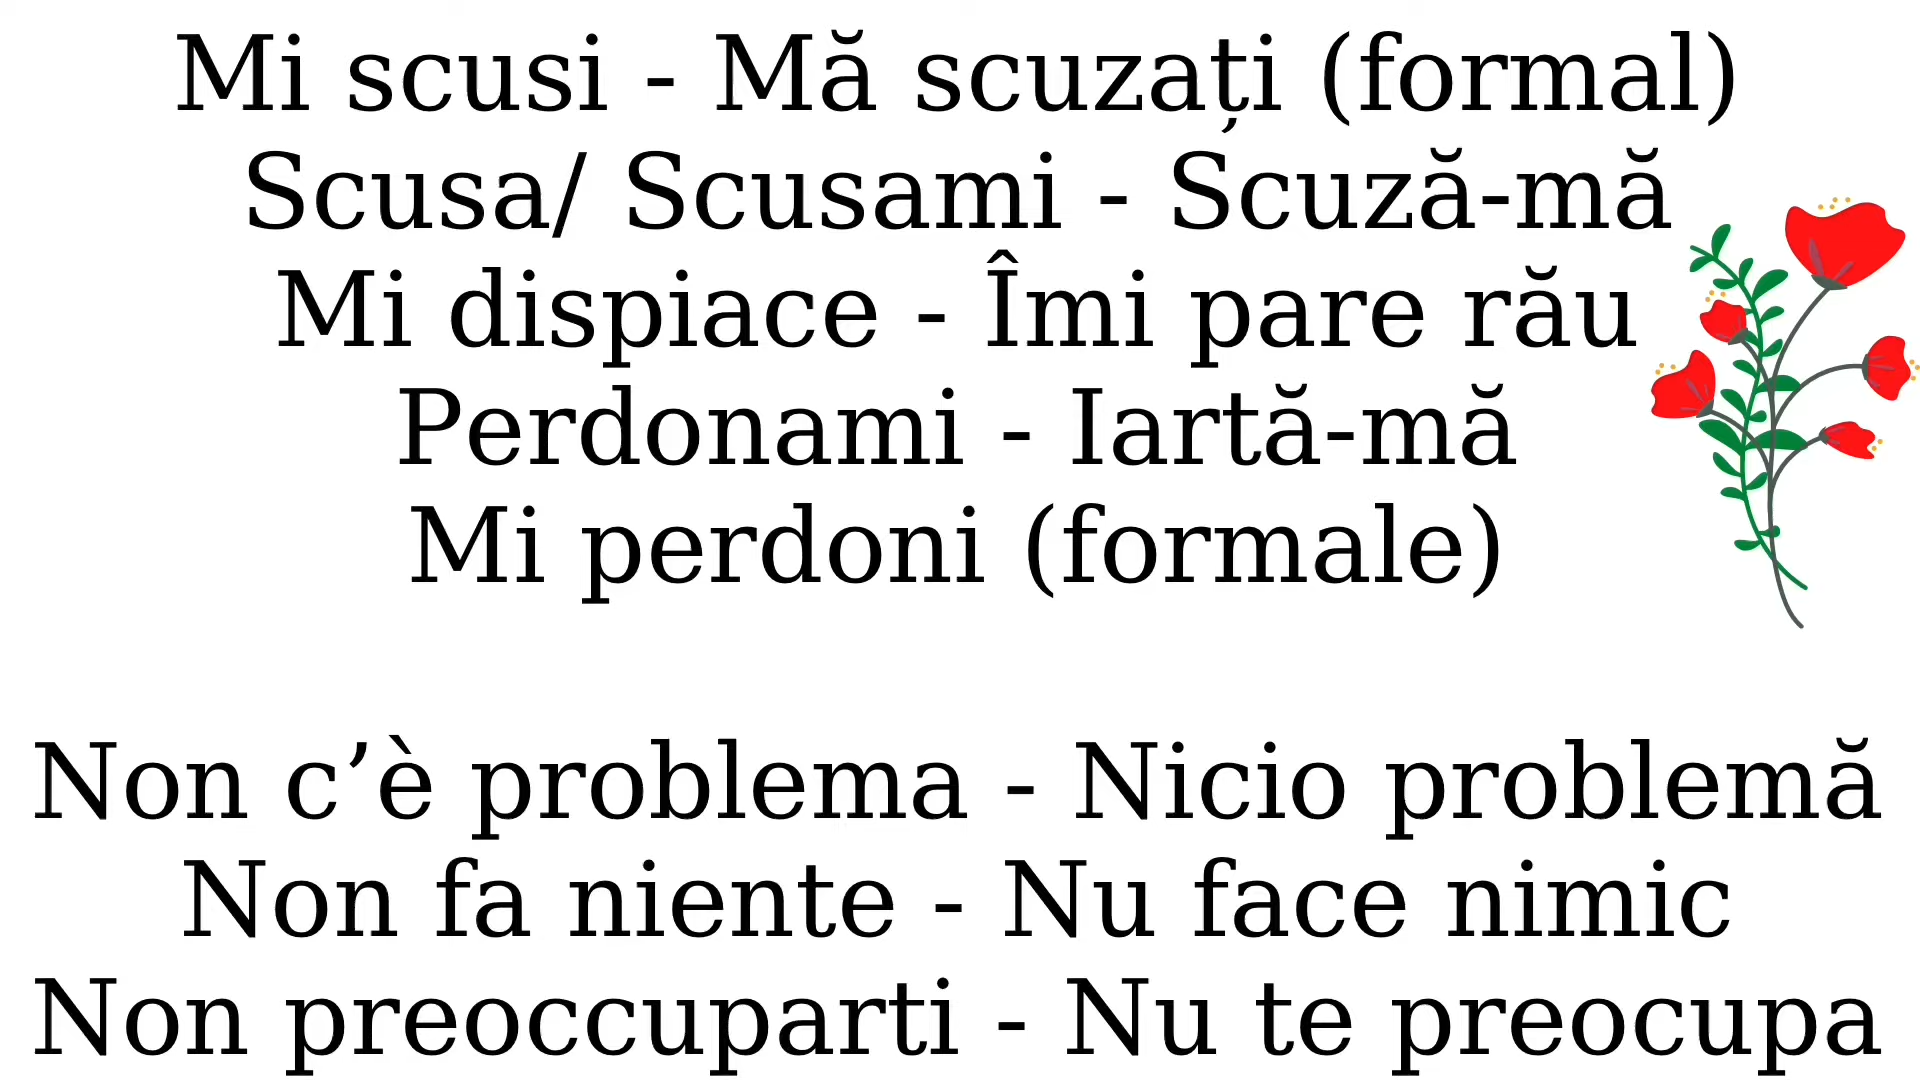 Mi scusi - Mă scuzați (formal)
Scusa/ Scusami - Scuză-mă
Mi dispiace - Îmi pare rău
Perdonami - Iartă-mă
Mi perdoni (formale)
Non c’è problema - Nicio problemă
Non fa niente - Nu face nimic
Non preoccuparti - Nu te preocupa